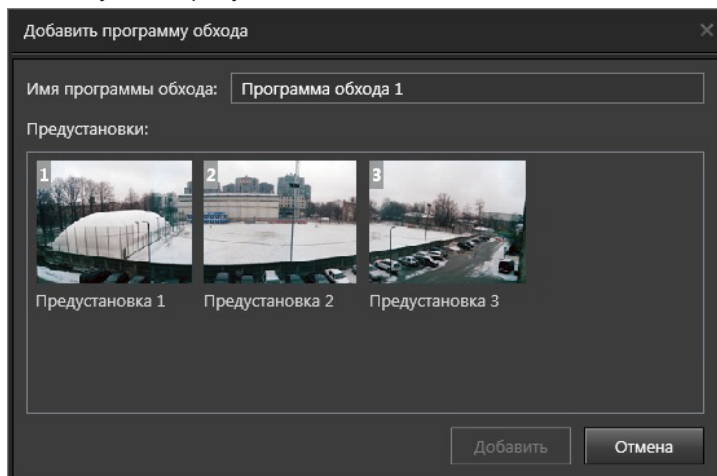 Добавить программу обхода
Имя программы обхода: Программа обхода 1
Предустановки:
1 2 3
Предустановка 1 Предустановка 2 Предустановка 3
Добавить Отмена